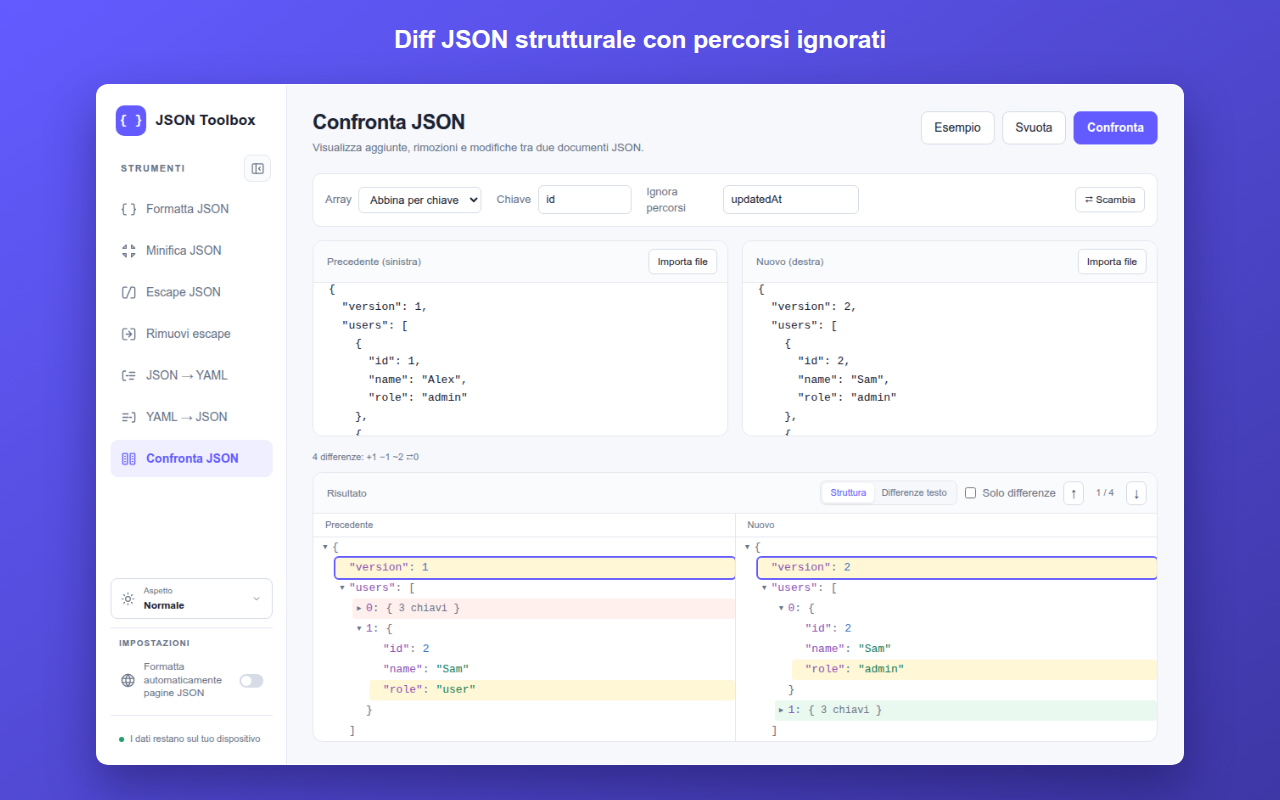 Diff JSON strutturale con percorsi ignorati
{ } JSON Toolbox
STRUMENTI
Formatta JSON
Minifica JSON
Escape JSON
Rimuovi escape
JSON → YAML
YAML → JSON
Confronta JSON
Aspetto
Normale
IMPOSTAZIONI
Formatta
automaticamente
pagine JSON
I dati restano sul tuo dispositivo
Confronta JSON
Visualizza aggiunte, rimozioni e modifiche tra due documenti JSON.
Esempio Svuota Confronta
Array Abbina per chiave Chiave id Ignora percorsi updatedAt ⇄ Scambia
Precedente (sinistra) Importa file
{
"version": 1,
"users": [
{
"id": 1,
"name": "Alex",
"role": "admin"
},
{
Nuovo (destra) Importa file
{
"version": 2,
"users": [
{
"id": 2,
"name": "Sam",
"role": "admin"
},
{
4 differenze: +1 −1 ~2 ⇄0
Risultato Struttura Differenze testo Solo differenze ↑ 1 / 4 ↓
Precedente
▾ {
"version": 1
▾ "users": [
▸ 0: { 3 chiavi }
▾ 1: {
"id": 2
"name": "Sam"
"role": "user"
}
]
Nuovo
▾ {
"version": 2
▾ "users": [
▾ 0: {
"id": 2
"name": "Sam"
"role": "admin"
}
▸ 1: { 3 chiavi }
]